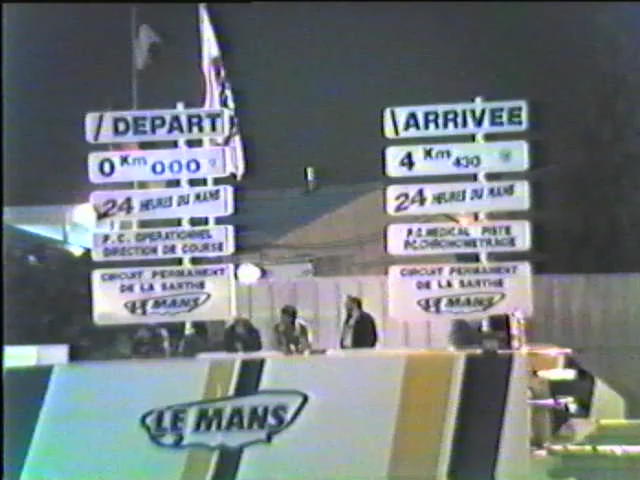 / DEPART
0 Km 000
24 HEURES DU MANS
P.C. OPERATIONNEL
DIRECTION DE COURSE
CIRCUIT PERMANENT
DE LA SARTHE
LE MANS
\ ARRIVEE
4 Km 430
24 HEURES DU MANS
P.C. MEDICAL PISTE
PC.CHRONOMETRAGE
CIRCUIT PERMANENT
DE LA SARTHE
LE MANS
LE MANS